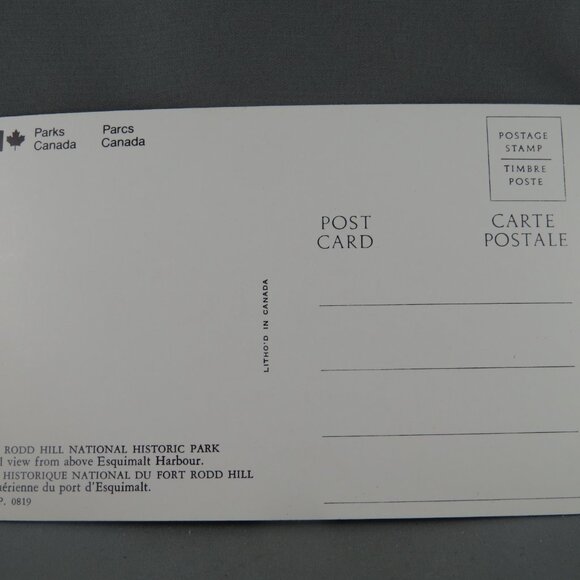 Parks
Canada
Parcs
Canada
POSTAGE
STAMP
TIMBRE
POSTE
POST
CARD
CARTE
POSTALE
LITHO'D IN CANADA
RODD HILL NATIONAL HISTORIC PARK
view from above Esquimalt Harbour.
HISTORIQUE NATIONAL DU FORT RODD HILL
du port d'Esquimalt.
P. 0819